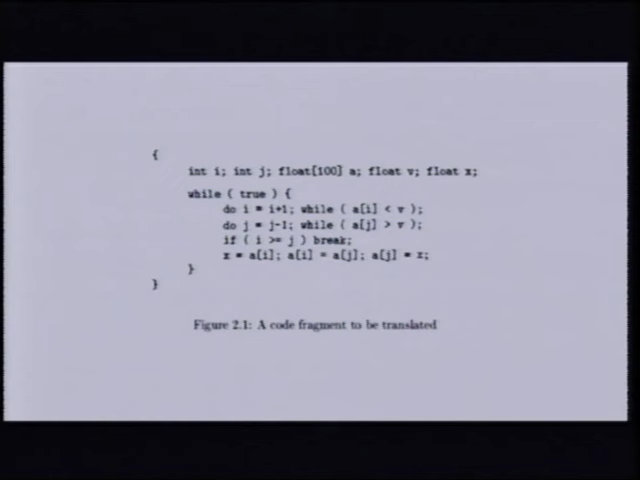 {
int i; int j; float[100] a; float v; float x;
while ( true ) {
do i = i+1; while ( a[i] < v );
do j = j-1; while ( a[j] > v );
if ( i >= j ) break;
x = a[i]; a[i] = a[j]; a[j] = x;
}
}
Figure 2.1: A code fragment to be translated